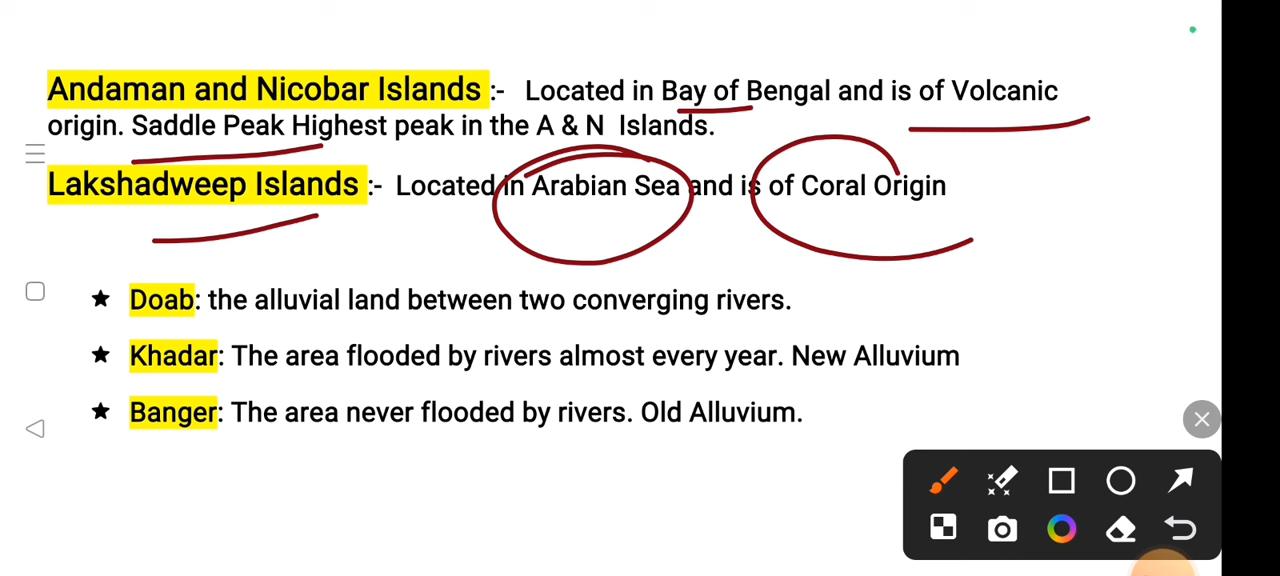 Andaman and Nicobar Islands :- Located in Bay of Bengal and is of Volcanic
origin. Saddle Peak Highest peak in the A & N Islands.
Lakshadweep Islands :- Located in Arabian Sea and is of Coral Origin
★ Doab: the alluvial land between two converging rivers.
★ Khadar: The area flooded by rivers almost every year. New Alluvium
★ Banger: The area never flooded by rivers. Old Alluvium.